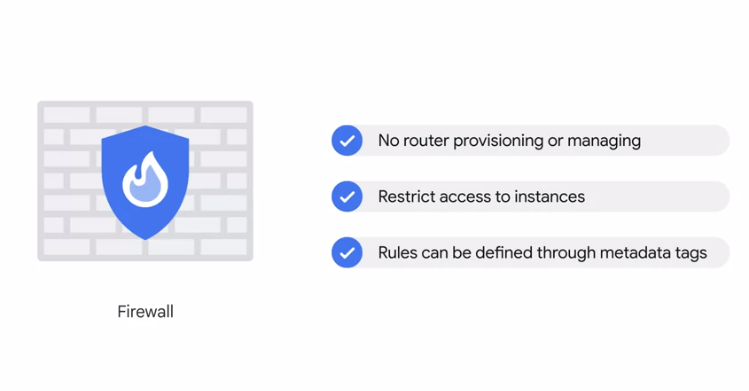 No router provisioning or managing
Restrict access to instances
Rules can be defined through metadata tags
Firewall